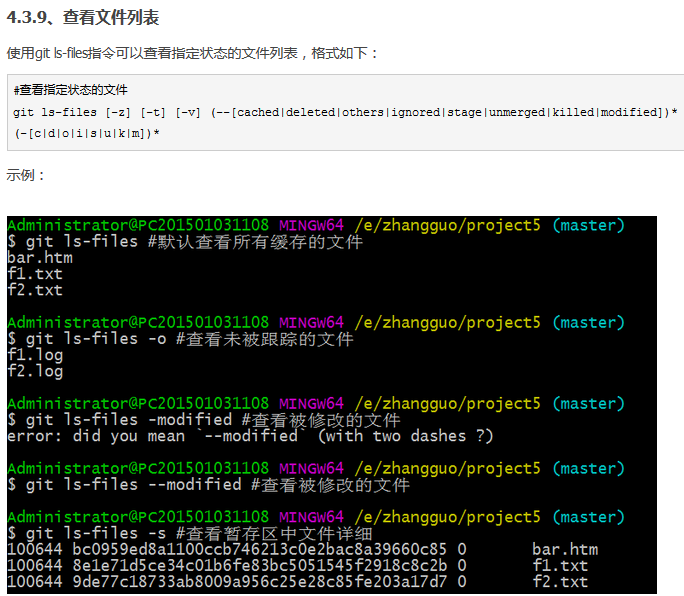 4.3.9、查看文件列表
使用git ls-files指令可以查看指定状态的文件列表，格式如下：
#查看指定状态的文件
git ls-files [-z] [-t] [-v] (--[cached|deleted|others|ignored|stage|unmerged|killed|modified])*
(-[c|d|o|i|s|u|k|m])*
示例：
Administrator@PC201501031108 MINGW64 /e/zhangguo/project5 (master)
$ git ls-files #默认查看所有缓存的文件
bar.htm
f1.txt
f2.txt
Administrator@PC201501031108 MINGW64 /e/zhangguo/project5 (master)
$ git ls-files -o #查看未被跟踪的文件
f1.log
f2.log
Administrator@PC201501031108 MINGW64 /e/zhangguo/project5 (master)
$ git ls-files -modified #查看被修改的文件
error: did you mean `--modified` (with two dashes ?)
Administrator@PC201501031108 MINGW64 /e/zhangguo/project5 (master)
$ git ls-files --modified #查看被修改的文件
Administrator@PC201501031108 MINGW64 /e/zhangguo/project5 (master)
$ git ls-files -s #查看暂存区中文件详细
100644 bc0959ed8a1100ccb746213c0e2bac8a39660c85 0 bar.htm
100644 8e1e71d5ce34c01b6fe83bc5051545f2918c8c2b 0 f1.txt
100644 9de77c18733ab8009a956c25e28c85fe203a17d7 0 f2.txt